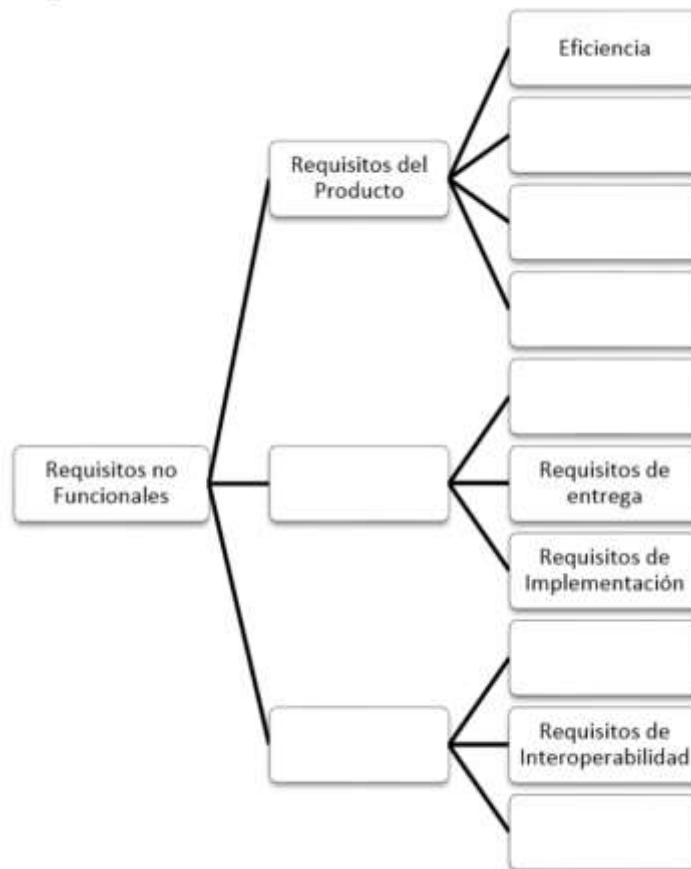 Eficiencia
Requisitos del
Producto
Requisitos no
Funcionales
Requisitos de
entrega
Requisitos de
Implementación
Requisitos de
Interoperabilidad